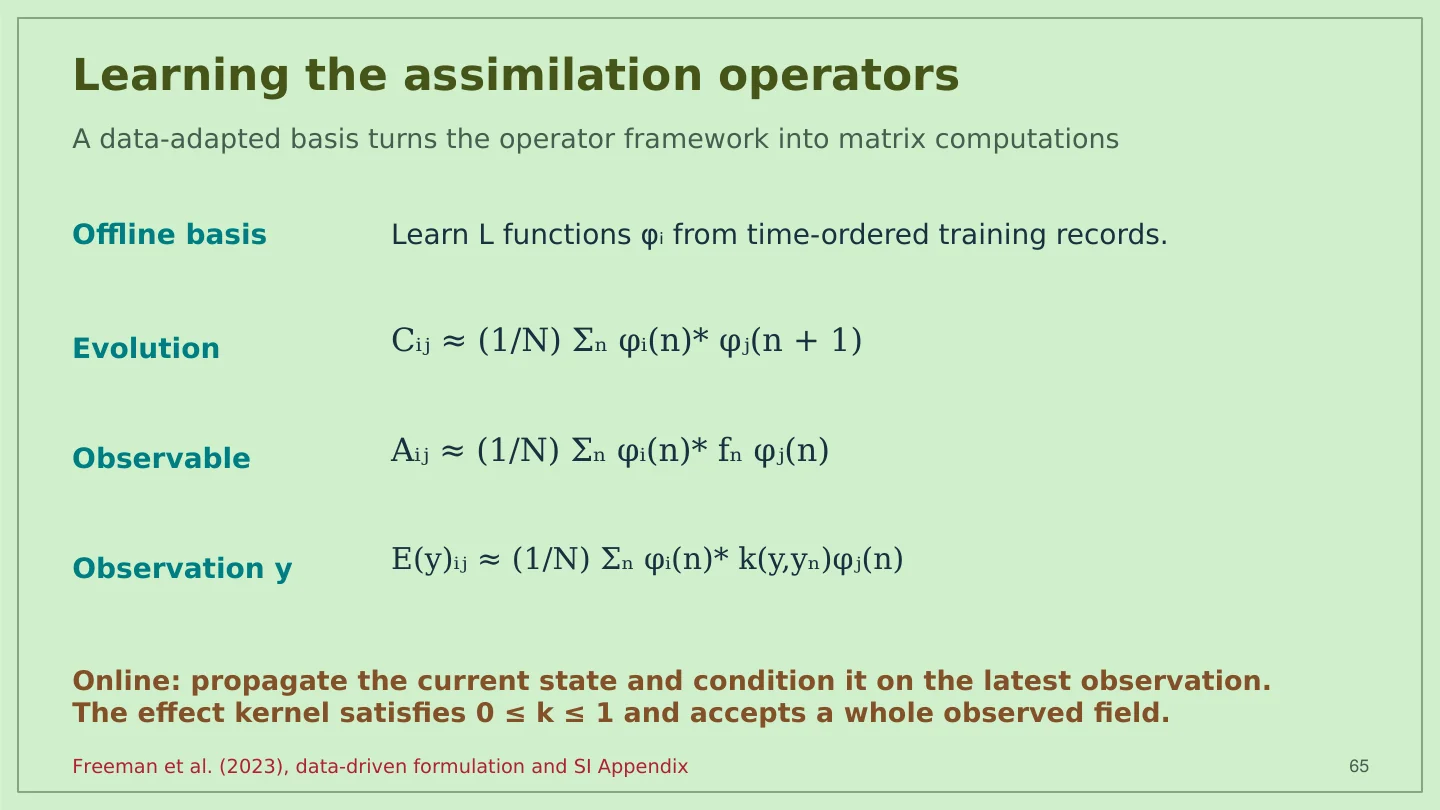 Learning the assimilation operators
A data-adapted basis turns the operator framework into matrix computations
Offline basis Learn L functions φᵢ from time-ordered training records.
Evolution Cᵢⱼ ≈ (1/N) Σₙ φᵢ(n)* φⱼ(n + 1)
Observable Aᵢⱼ ≈ (1/N) Σₙ φᵢ(n)* fₙ φⱼ(n)
Observation y E(y)ᵢⱼ ≈ (1/N) Σₙ φᵢ(n)* k(y,yₙ)φⱼ(n)
Online: propagate the current state and condition it on the latest observation.
The effect kernel satisfies 0 ≤ k ≤ 1 and accepts a whole observed field.
Freeman et al. (2023), data-driven formulation and SI Appendix 65